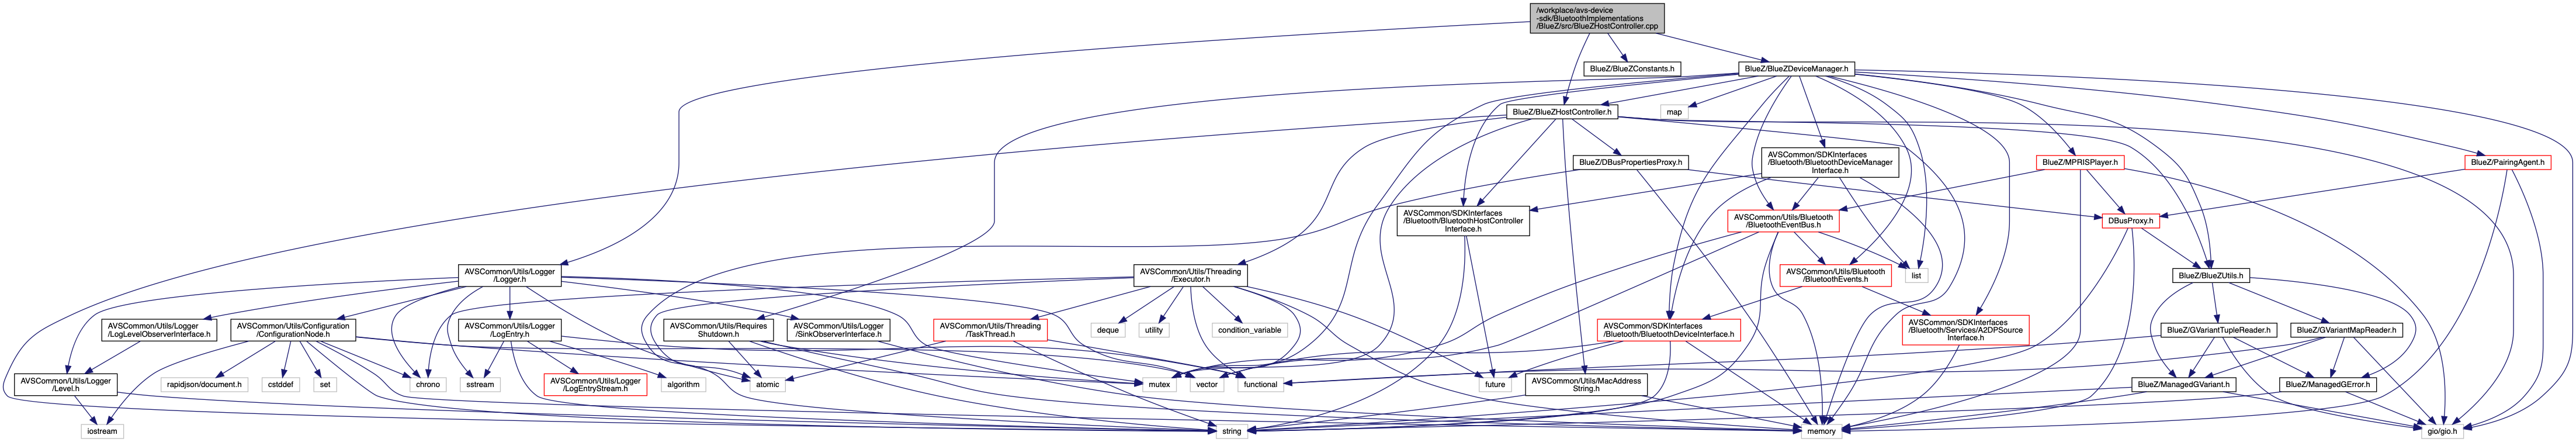 /workplace/avs-device
-sdk/BluetoothImplementations
/BlueZ/src/BlueZHostController.cpp
BlueZ/BlueZConstants.h
BlueZ/BlueZDeviceManager.h
BlueZ/BlueZHostController.h
map
BlueZ/DBusPropertiesProxy.h
AVSCommon/SDKInterfaces
/Bluetooth/BluetoothDeviceManager
Interface.h
BlueZ/MPRISPlayer.h
BlueZ/PairingAgent.h
AVSCommon/SDKInterfaces
/Bluetooth/BluetoothHostController
Interface.h
AVSCommon/Utils/Bluetooth
/BluetoothEventBus.h
DBusProxy.h
AVSCommon/Utils/Logger
/Logger.h
AVSCommon/Utils/Threading
/Executor.h
AVSCommon/Utils/Bluetooth
/BluetoothEvents.h
list
BlueZ/BlueZUtils.h
AVSCommon/Utils/Logger
/LogLevelObserverInterface.h
AVSCommon/Utils/Configuration
/ConfigurationNode.h
AVSCommon/Utils/Logger
/LogEntry.h
AVSCommon/Utils/Requires
Shutdown.h
AVSCommon/Utils/Logger
/SinkObserverInterface.h
AVSCommon/Utils/Threading
/TaskThread.h
deque
utility
condition_variable
AVSCommon/SDKInterfaces
/Bluetooth/BluetoothDeviceInterface.h
AVSCommon/SDKInterfaces
/Bluetooth/Services/A2DPSource
Interface.h
BlueZ/GVariantTupleReader.h
BlueZ/GVariantMapReader.h
AVSCommon/Utils/Logger
/Level.h
rapidjson/document.h
cstddef
set
chrono
sstream
AVSCommon/Utils/Logger
/LogEntryStream.h
algorithm
atomic
mutex
vector
functional
future
AVSCommon/Utils/MacAddress
String.h
BlueZ/ManagedGVariant.h
BlueZ/ManagedGError.h
iostream
string
memory
gio/gio.h